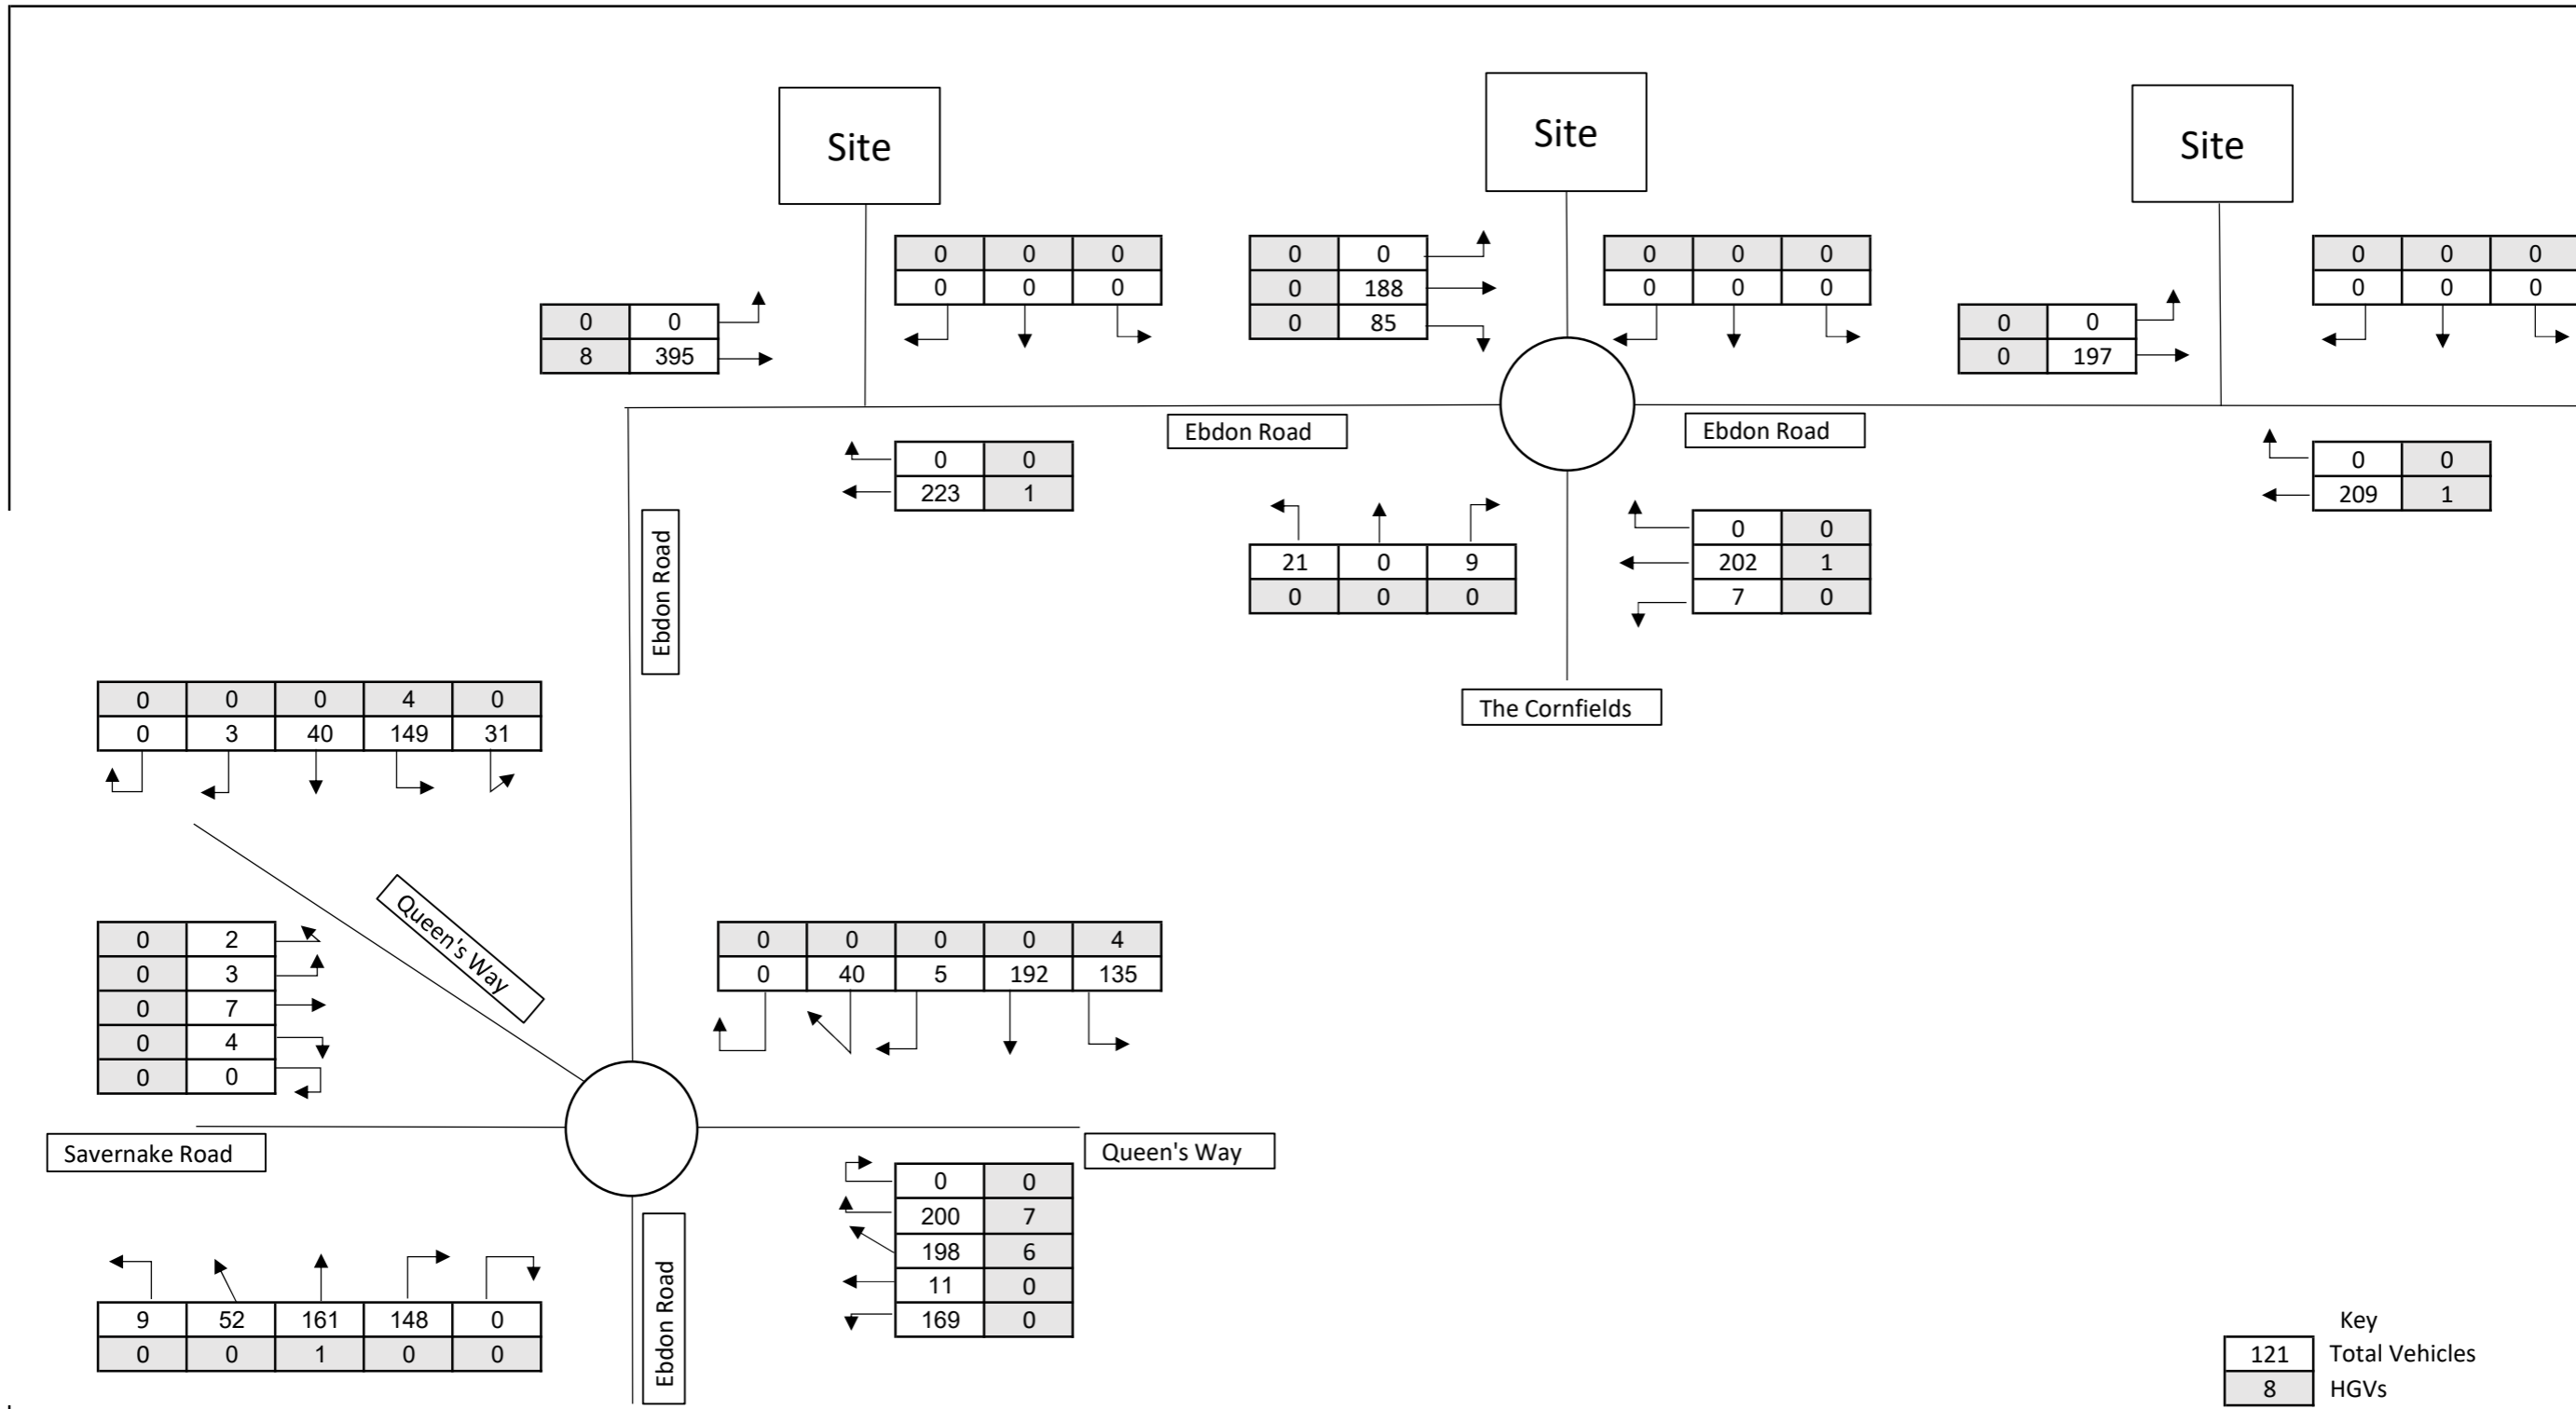 Site
Site
Site
0 0 0
0 0 0
0 0
0 188
0 85
0 0 0
0 0 0
0 0 0
0 0 0
0 0
8 395
0 0
0 197
Ebdon Road
Ebdon Road
0 0
223 1
0 0
209 1
Ebdon Road
21 0 9
0 0 0
0 0
202 1
7 0
The Cornfields
0 0 0 4 0
0 3 40 149 31
Queen's Way
0 2
0 3
0 7
0 4
0 0
0 0 0 0 4
0 40 5 192 135
Savernake Road
Queen's Way
0 0
200 7
198 6
11 0
169 0
Ebdon Road
9 52 161 148 0
0 0 1 0 0
Key
121 Total Vehicles
8 HGVs